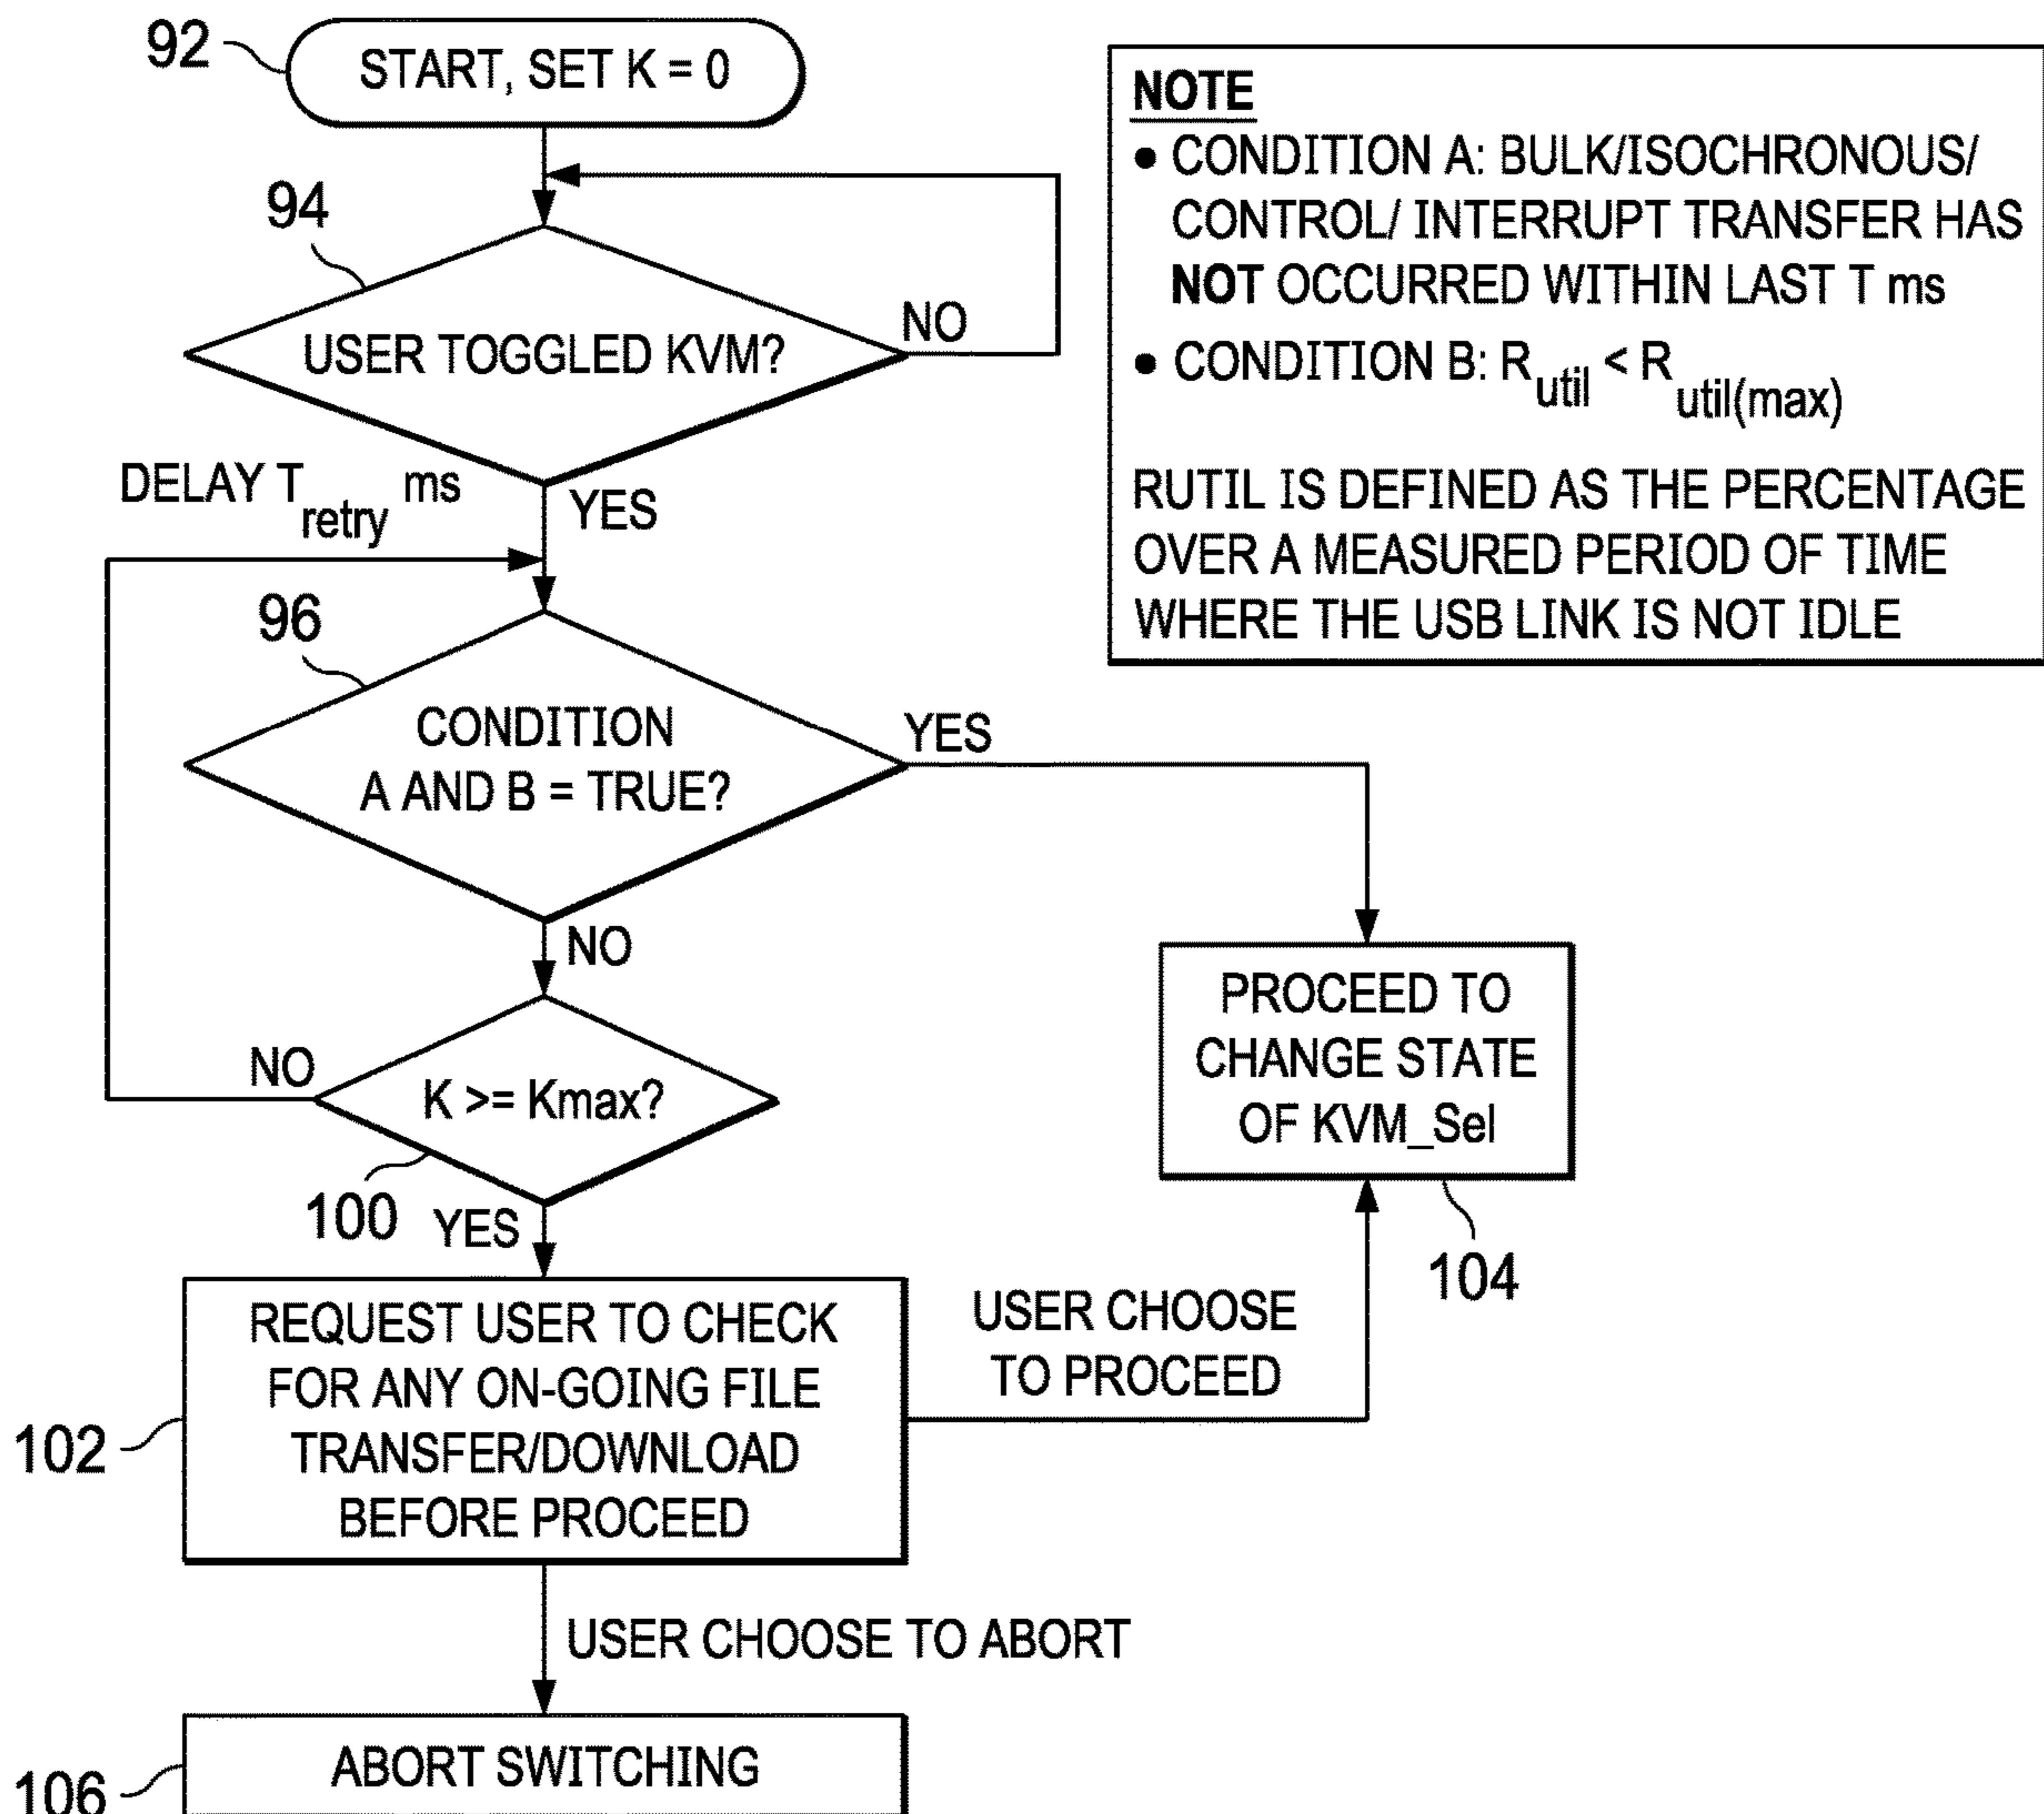 92
START, SET K = 0
94
USER TOGGLED KVM?
NO
DELAY T retry ms
YES
96
CONDITION
A AND B = TRUE?
YES
NO
K >= Kmax?
NO
100
YES
PROCEED TO
CHANGE STATE
OF KVM_Sel
104
102
REQUEST USER TO CHECK
FOR ANY ON-GOING FILE
TRANSFER/DOWNLOAD
BEFORE PROCEED
USER CHOOSE
TO PROCEED
USER CHOOSE TO ABORT
106
ABORT SWITCHING
NOTE
• CONDITION A: BULK/ISOCHRONOUS/
CONTROL/ INTERRUPT TRANSFER HAS
NOT OCCURRED WITHIN LAST T ms
• CONDITION B: R util < R util(max)
RUTIL IS DEFINED AS THE PERCENTAGE
OVER A MEASURED PERIOD OF TIME
WHERE THE USB LINK IS NOT IDLE